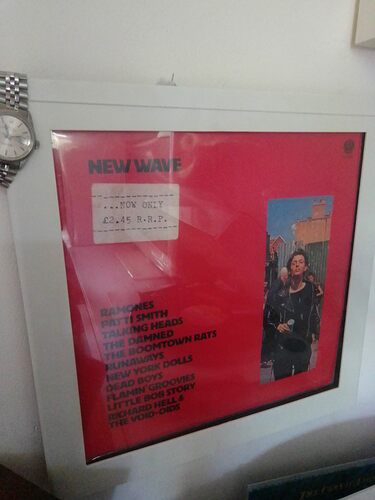 NEW WAVE
...NOW ONLY
£2.45 R.R.P.
RAMONES
PATTI SMITH
TALKING HEADS
THE DAMNED
THE BOOMTOWN RATS
RUNAWAYS
NEW YORK DOLLS
DEAD BOYS
FLAMIN' GROOVIES
LITTLE BOB STORY
RICHARD HELL &
THE VOID-OIDS